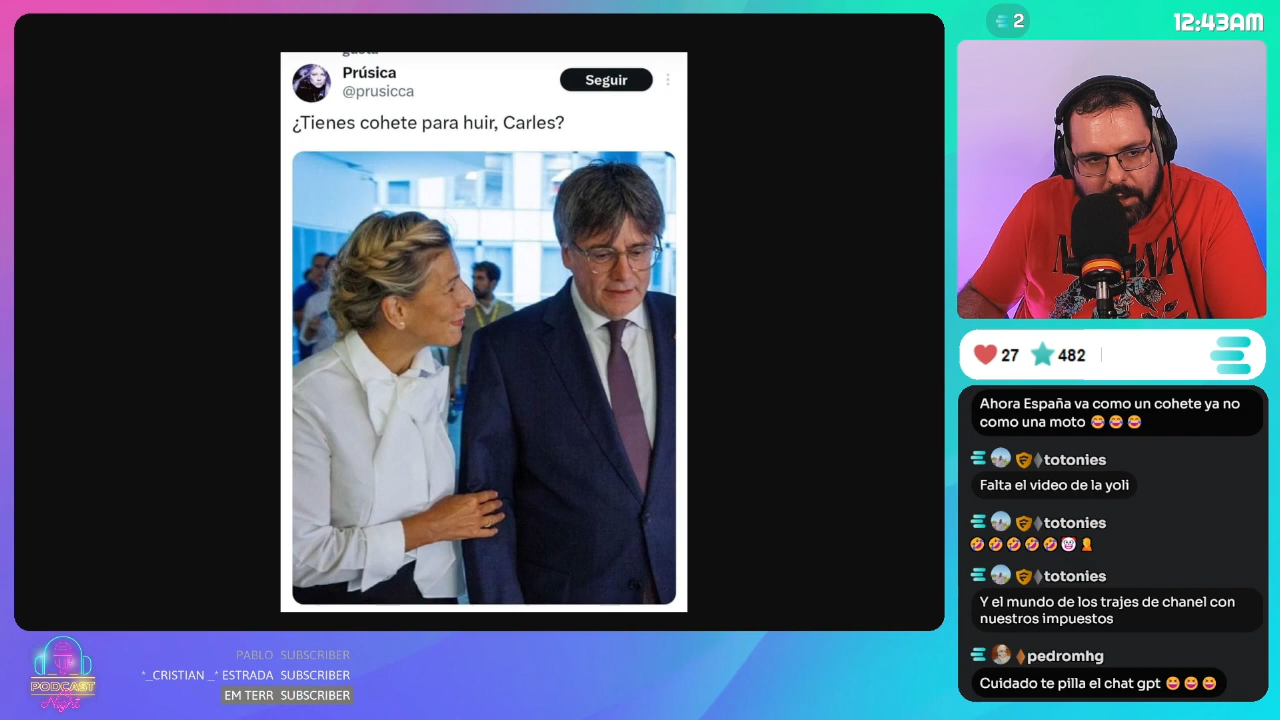 2
12:43AM
Prúsica
@prusicca
Seguir
¿Tienes cohete para huir, Carles?
27
482
Ahora España va como un cohete ya no
como una moto 😂 😂 😂
totonies
Falta el video de la yoli
totonies
🤣 🤣 🤣 🤣 🤣
totonies
Y el mundo de los trajes de chanel con
nuestros impuestos
pedromhg
Cuidado te pilla el chat gpt 😄 😄 😄
PABLO SUBSCRIBER
*_CRISTIAN _* ESTRADA SUBSCRIBER
EM TERR SUBSCRIBER
PODCAST
Night